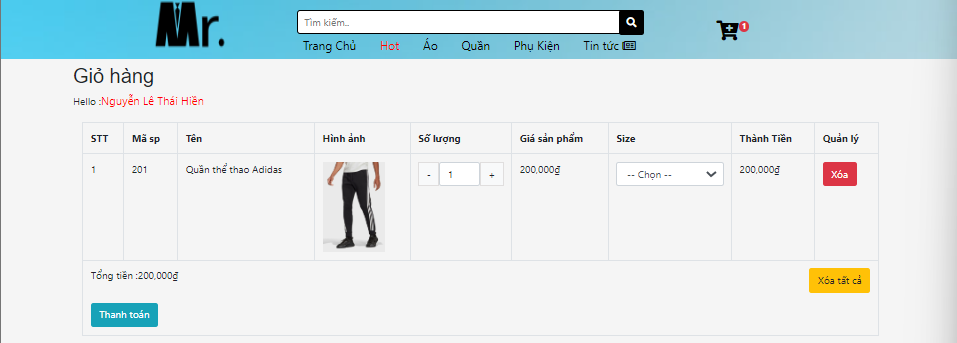 Mr.
Tìm kiếm..
Trang Chủ Hot Áo Quần Phụ Kiện Tin tức
1
Giỏ hàng
Hello :Nguyễn Lê Thái Hiền
STT Mã sp Tên Hình ảnh Số lượng Giá sản phẩm Size Thành Tiền Quản lý
1 201 Quần thể thao Adidas - 1 + 200,000₫ -- Chọn -- 200,000₫ Xóa
Tổng tiền :200,000₫ Xóa tất cả
Thanh toán